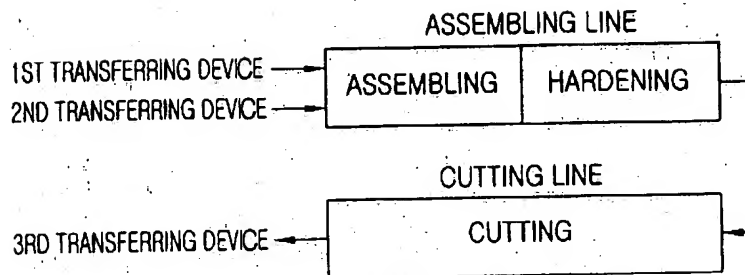 ASSEMBLING LINE
1ST TRANSFERRING DEVICE
ASSEMBLING
HARDENING
2ND TRANSFERRING DEVICE
CUTTING LINE
3RD TRANSFERRING DEVICE
CUTTING